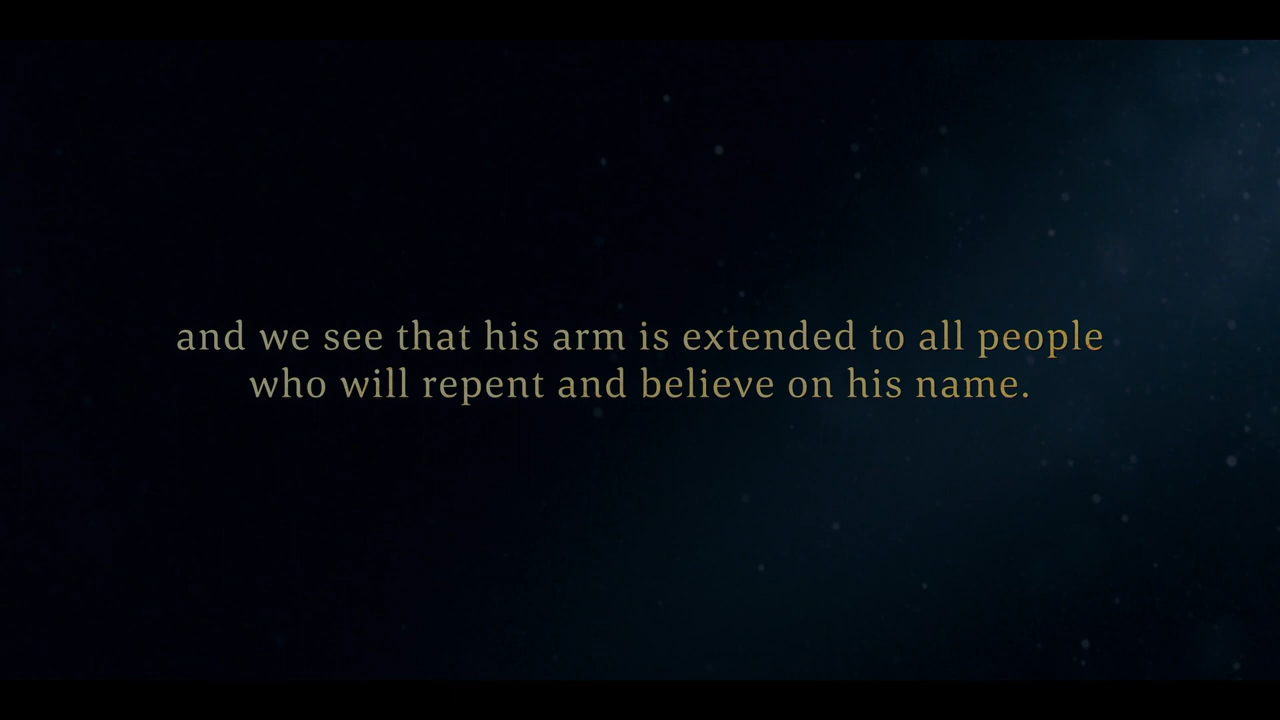 and we see that his arm is extended to all people
who will repent and believe on his name.